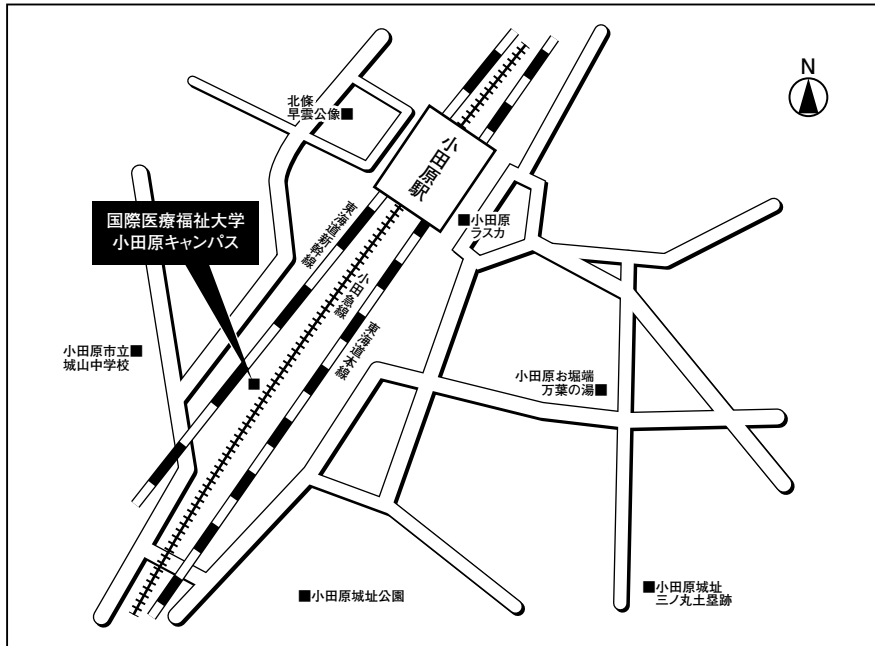 N
北條
早雲公像■
小田原駅
■小田原
ラスカ
国際医療福祉大学
小田原キャンパス
東海道新幹線
小田急線
東海道本線
小田原市立■
城山中学校
小田原お堀端
万葉の湯■
■小田原城址公園
■小田原城址
三ノ丸土塁跡